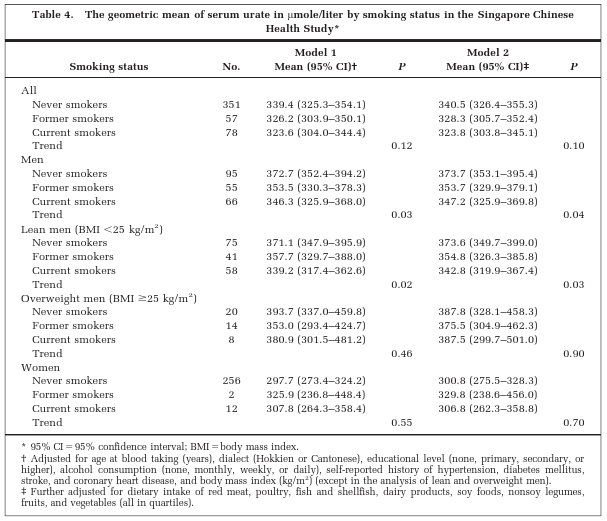 Table 4. The geometric mean of serum urate in μmole/liter by smoking status in the Singapore Chinese
Health Study*
Model 1 Model 2
Smoking status No. Mean (95% CI)† P Mean (95% CI)‡ P
All
Never smokers 351 339.4 (325.3–354.1) 340.5 (326.4–355.3)
Former smokers 57 326.2 (303.9–350.1) 328.3 (305.7–352.4)
Current smokers 78 323.6 (304.0–344.4) 323.8 (303.8–345.1)
Trend 0.12 0.10
Men
Never smokers 95 372.7 (352.4–394.2) 373.7 (353.1–395.4)
Former smokers 55 353.5 (330.3–378.3) 353.7 (329.9–379.1)
Current smokers 66 346.3 (325.9–368.0) 347.2 (325.9–369.8)
Trend 0.03 0.04
Lean men (BMI <25 kg/m²)
Never smokers 75 371.1 (347.9–395.9) 373.6 (349.7–399.0)
Former smokers 41 357.7 (329.7–388.0) 354.8 (326.3–385.8)
Current smokers 58 339.2 (317.4–362.6) 342.8 (319.9–367.4)
Trend 0.02 0.03
Overweight men (BMI ≥25 kg/m²)
Never smokers 20 393.7 (337.0–459.8) 387.8 (328.1–458.3)
Former smokers 14 353.0 (293.4–424.7) 375.5 (304.9–462.3)
Current smokers 8 380.9 (301.5–481.2) 387.5 (299.7–501.0)
Trend 0.46 0.90
Women
Never smokers 256 297.7 (273.4–324.2) 300.8 (275.5–328.3)
Former smokers 2 325.9 (236.8–448.4) 329.8 (238.6–456.0)
Current smokers 12 307.8 (264.3–358.4) 306.8 (262.3–358.8)
Trend 0.55 0.70
* 95% CI = 95% confidence interval; BMI = body mass index.
† Adjusted for age at blood taking (years), dialect (Hokkien or Cantonese), educational level (none, primary, secondary, or
higher), alcohol consumption (none, monthly, weekly, or daily), self-reported history of hypertension, diabetes mellitus,
stroke, and coronary heart disease, and body mass index (kg/m²) (except in the analysis of lean and overweight men).
‡ Further adjusted for dietary intake of red meat, poultry, fish and shellfish, dairy products, soy foods, nonsoy legumes,
fruits, and vegetables (all in quartiles).